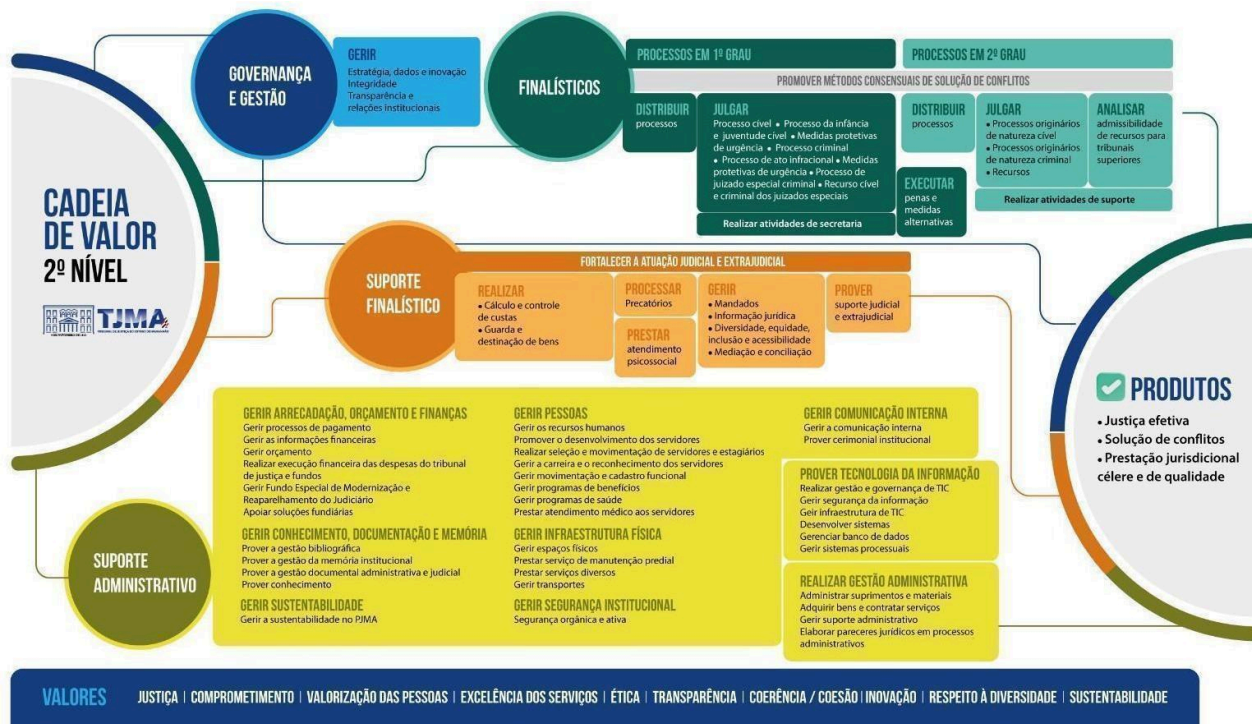 CADEIA
DE VALOR
2º NÍVEL
TJMA
GOVERNANÇA
E GESTÃO
GERIR
Estratégia, dados e inovação
Integridade
Transparência e
relações institucionais
FINALÍSTICOS
PROCESSOS EM 1º GRAU
PROCESSOS EM 2º GRAU
PROMOVER MÉTODOS CONSENSUAIS DE SOLUÇÃO DE CONFLITOS
DISTRIBUIR
processos
JULGAR
Processo cível • Processo da infância
e juventude cível • Medidas protetivas
de urgência • Processo criminal
• Processo de ato infracional • Medidas
protetivas de urgência • Processo de
juizado especial criminal • Recurso cível
e criminal dos juizados especiais
Realizar atividades de secretaria
DISTRIBUIR
processos
EXECUTAR
penas e
medidas
alternativas
JULGAR
• Processos originários
de natureza cível
• Processos originários
de natureza criminal
• Recursos
ANALISAR
admissibilidade
de recursos para
tribunais
superiores
Realizar atividades de suporte
SUPORTE
FINALÍSTICO
FORTALECER A ATUAÇÃO JUDICIAL E EXTRAJUDICIAL
REALIZAR
• Cálculo e controle
de custas
• Guarda e
destinação de bens
PROCESSAR
Precatórios
PRESTAR
atendimento
psicossocial
GERIR
• Mandados
• Informação jurídica
• Diversidade, equidade,
inclusão e acessibilidade
• Mediação e conciliação
PROVER
suporte judicial
e extrajudicial
SUPORTE
ADMINISTRATIVO
GERIR ARRECADAÇÃO, ORÇAMENTO E FINANÇAS
Gerir processos de pagamento
Gerir as informações financeiras
Gerir orçamento
Realizar execução financeira das despesas do tribunal
de justiça e fundos
Gerir Fundo Especial de Modernização e
Reaparelhamento do Judiciário
Apoiar soluções fundiárias
GERIR CONHECIMENTO, DOCUMENTAÇÃO E MEMÓRIA
Prover a gestão bibliográfica
Prover a gestão da memória institucional
Prover a gestão documental administrativa e judicial
Prover conhecimento
GERIR SUSTENTABILIDADE
Gerir a sustentabilidade no PJMA
GERIR PESSOAS
Gerir os recursos humanos
Promover o desenvolvimento dos servidores
Realizar seleção e movimentação de servidores e estagiários
Gerir a carreira e o reconhecimento dos servidores
Gerir movimentação e cadastro funcional
Gerir programas de benefícios
Gerir programas de saúde
Prestar atendimento médico aos servidores
GERIR INFRAESTRUTURA FÍSICA
Gerir espaços físicos
Prestar serviço de manutenção predial
Prestar serviços diversos
Gerir transportes
GERIR SEGURANÇA INSTITUCIONAL
Segurança orgânica e ativa
GERIR COMUNICAÇÃO INTERNA
Gerir a comunicação interna
Prover cerimonial institucional
PROVER TECNOLOGIA DA INFORMAÇÃO
Realizar gestão e governança de TIC
Gerir segurança da informação
Geir infraestrutura de TIC
Desenvolver sistemas
Gerenciar banco de dados
Gerir sistemas processuais
REALIZAR GESTÃO ADMINISTRATIVA
Administrar suprimentos e materiais
Adquirir bens e contratar serviços
Gerir suporte administrativo
Elaborar pareceres jurídicos em processos
administrativos
PRODUTOS
• Justiça efetiva
• Solução de conflitos
• Prestação jurisdicional
célere e de qualidade
VALORES JUSTIÇA | COMPROMETIMENTO | VALORIZAÇÃO DAS PESSOAS | EXCELÊNCIA DOS SERVIÇOS | ÉTICA | TRANSPARÊNCIA | COERÊNCIA / COESÃO | INOVAÇÃO | RESPEITO À DIVERSIDADE | SUSTENTABILIDADE